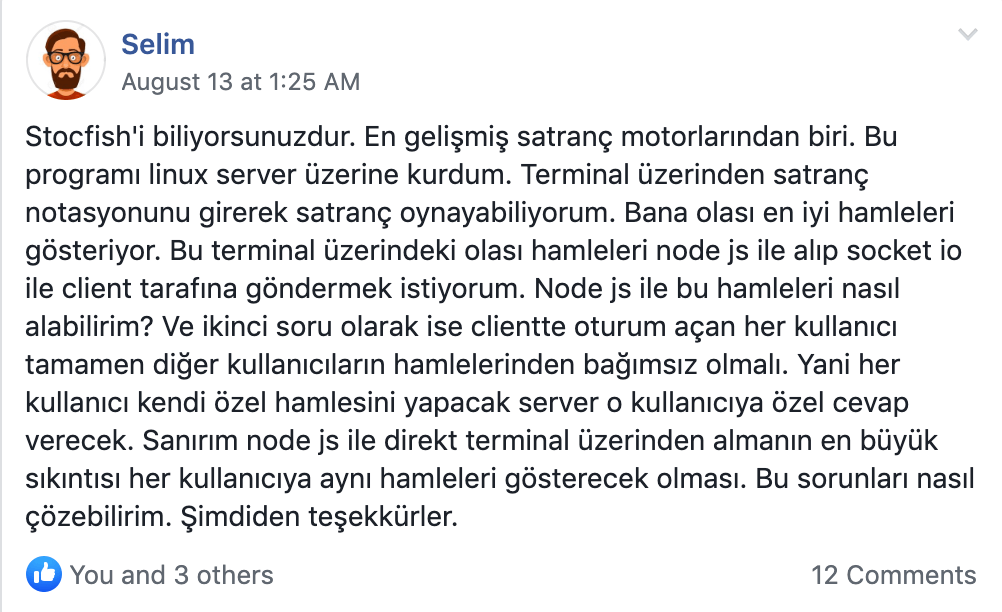 Selim
August 13 at 1:25 AM
Stocfish'i biliyorsunuzdur. En gelişmiş satranç motorlarından biri. Bu
programı linux server üzerine kurdum. Terminal üzerinden satranç
notasyonunu girerek satranç oynayabiliyorum. Bana olası en iyi hamleleri
gösteriyor. Bu terminal üzerindeki olası hamleleri node js ile alıp socket io
ile client tarafına göndermek istiyorum. Node js ile bu hamleleri nasıl
alabilirim? Ve ikinci soru olarak ise clientte oturum açan her kullanıcı
tamamen diğer kullanıcıların hamlelerinden bağımsız olmalı. Yani her
kullanıcı kendi özel hamlesini yapacak server o kullanıcıya özel cevap
verecek. Sanırım node js ile direkt terminal üzerinden almanın en büyük
sıkıntısı her kullanıcıya aynı hamleleri gösterecek olması. Bu sorunları nasıl
çözebilirim. Şimdiden teşekkürler.
You and 3 others
12 Comments